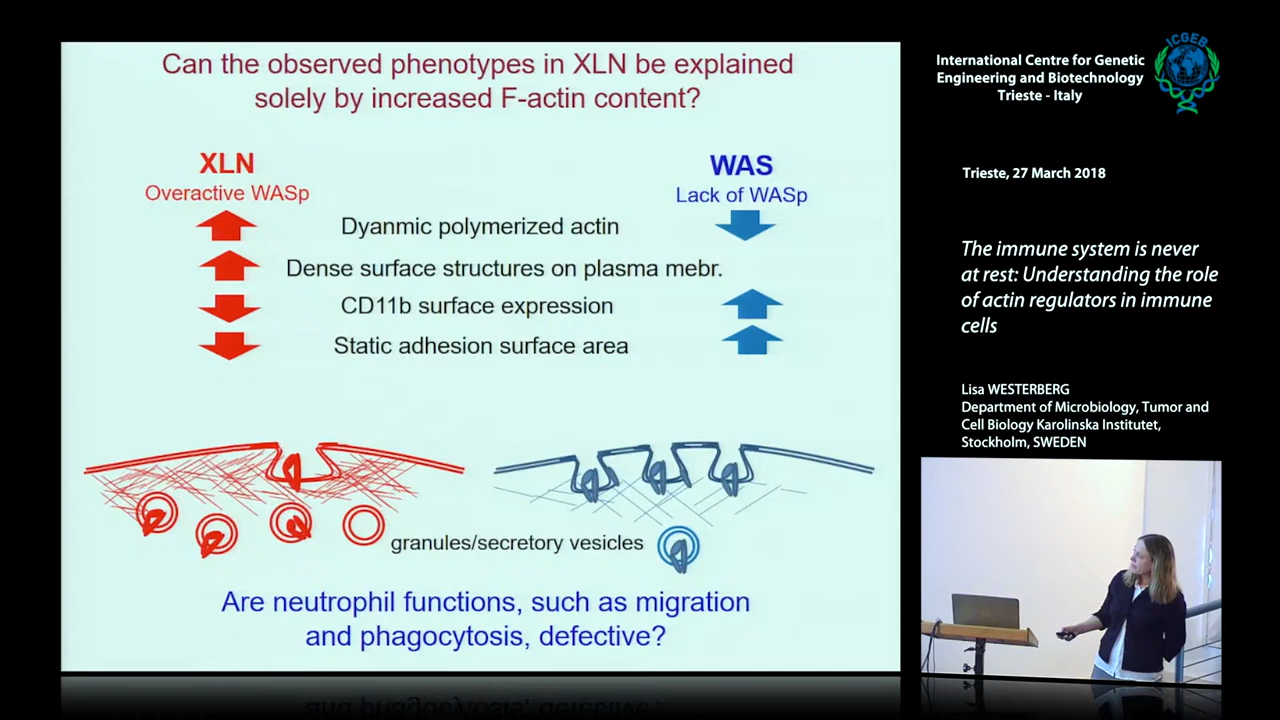 Can the observed phenotypes in XLN be explained
solely by increased F-actin content?
XLN
Overactive WASp
WAS
Lack of WASp
Dyanmic polymerized actin
Dense surface structures on plasma mebr.
CD11b surface expression
Static adhesion surface area
granules/secretory vesicles
Are neutrophil functions, such as migration
and phagocytosis, defective?
International Centre for Genetic
Engineering and Biotechnology
Trieste - Italy
ICGEB
Trieste, 27 March 2018
The immune system is never
at rest: Understanding the role
of actin regulators in immune
cells
Lisa WESTERBERG
Department of Microbiology, Tumor and
Cell Biology Karolinska Institutet,
Stockholm, SWEDEN